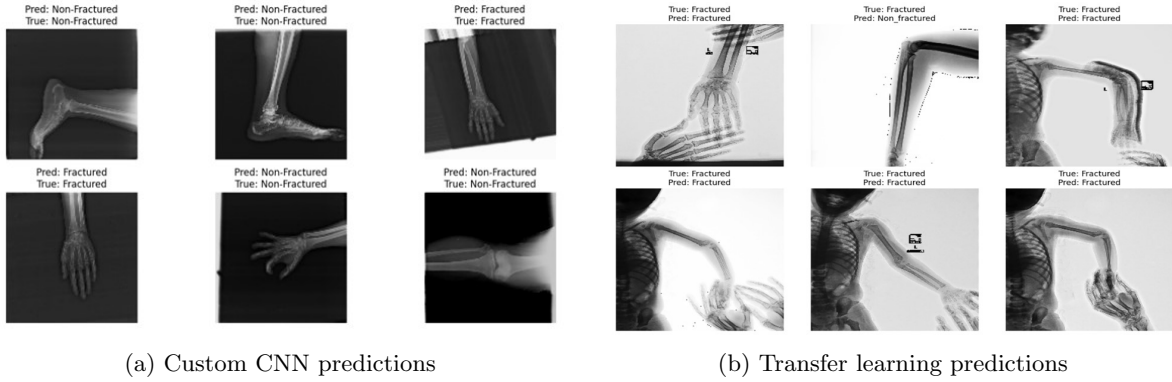 Pred: Non-Fractured
True: Non-Fractured
Pred: Non-Fractured
True: Non-Fractured
Pred: Fractured
True: Fractured
Pred: Fractured
True: Fractured
Pred: Non-Fractured
True: Non-Fractured
Pred: Non-Fractured
True: Non-Fractured
(a) Custom CNN predictions
True: Fractured
Pred: Fractured
True: Fractured
Pred: Non_fractured
True: Fractured
Pred: Fractured
True: Fractured
Pred: Fractured
True: Fractured
Pred: Fractured
True: Fractured
Pred: Fractured
(b) Transfer learning predictions